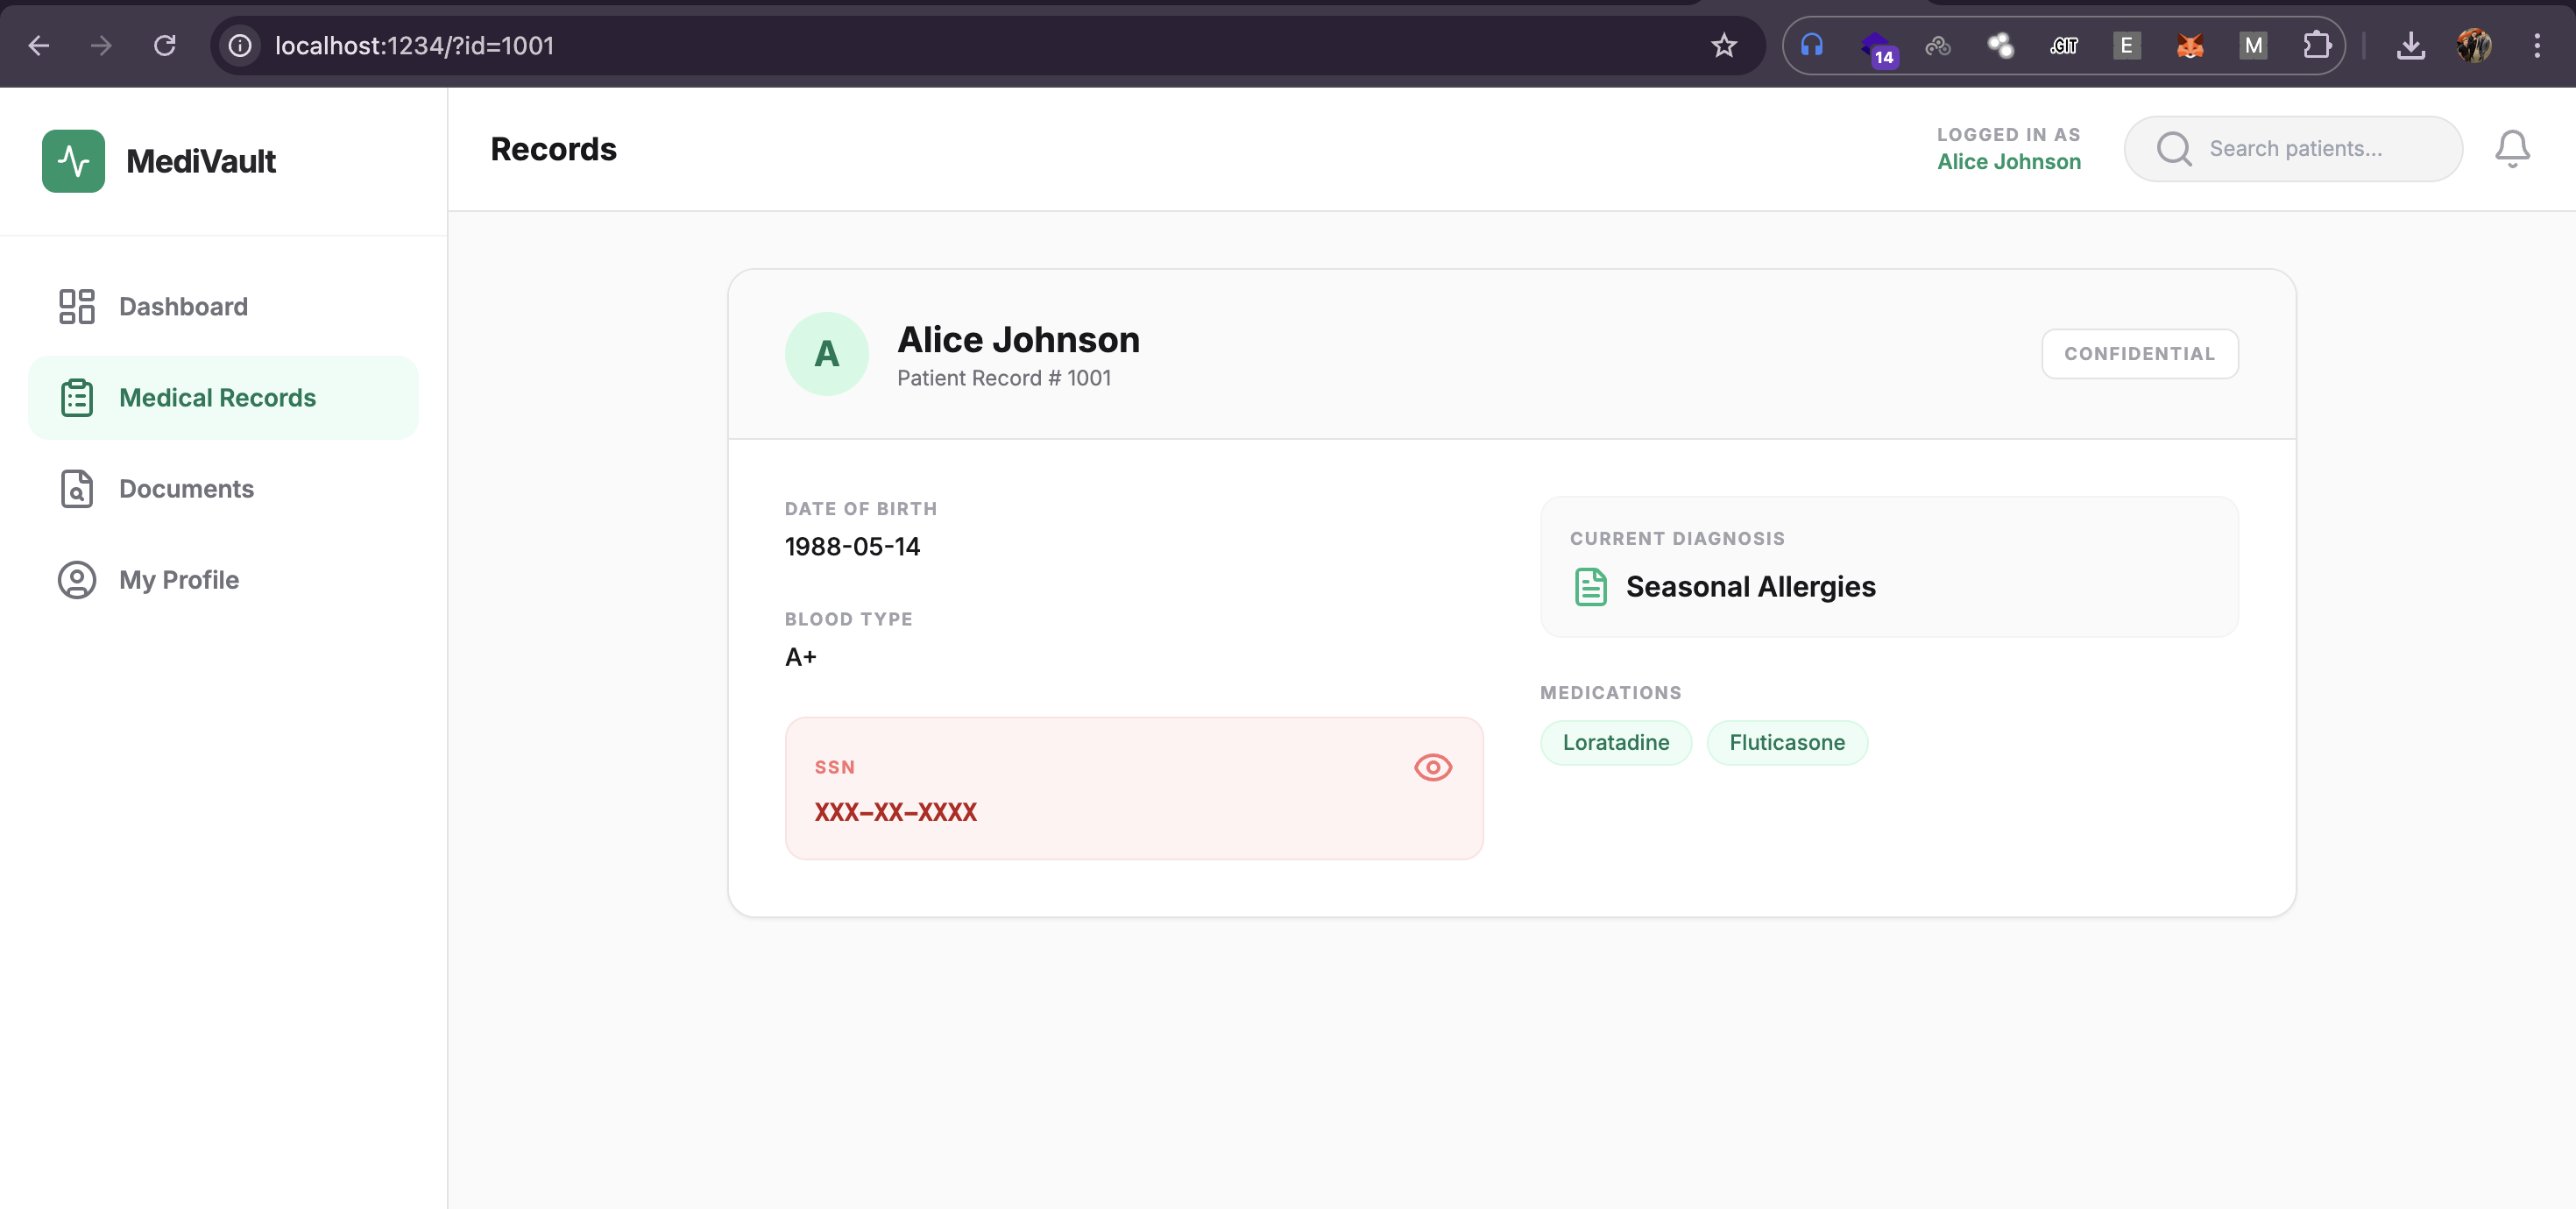 localhost:1234/?id=1001
14
.GIT
E
M
MediVault
Records
LOGGED IN AS
Alice Johnson
Search patients...
Dashboard
Medical Records
Documents
My Profile
A
Alice Johnson
Patient Record # 1001
CONFIDENTIAL
DATE OF BIRTH
1988-05-14
BLOOD TYPE
A+
SSN
XXX-XX-XXXX
CURRENT DIAGNOSIS
Seasonal Allergies
MEDICATIONS
Loratadine
Fluticasone